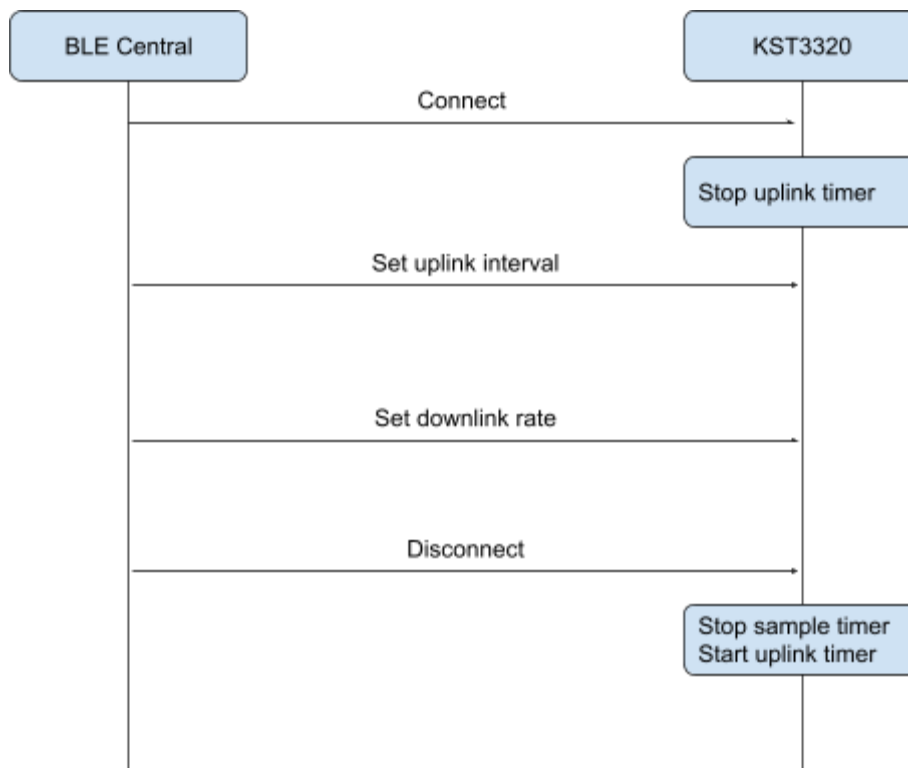 BLE Central
KST3320
Connect
Stop uplink timer
Set uplink interval
Set downlink rate
Disconnect
Stop sample timer
Start uplink timer